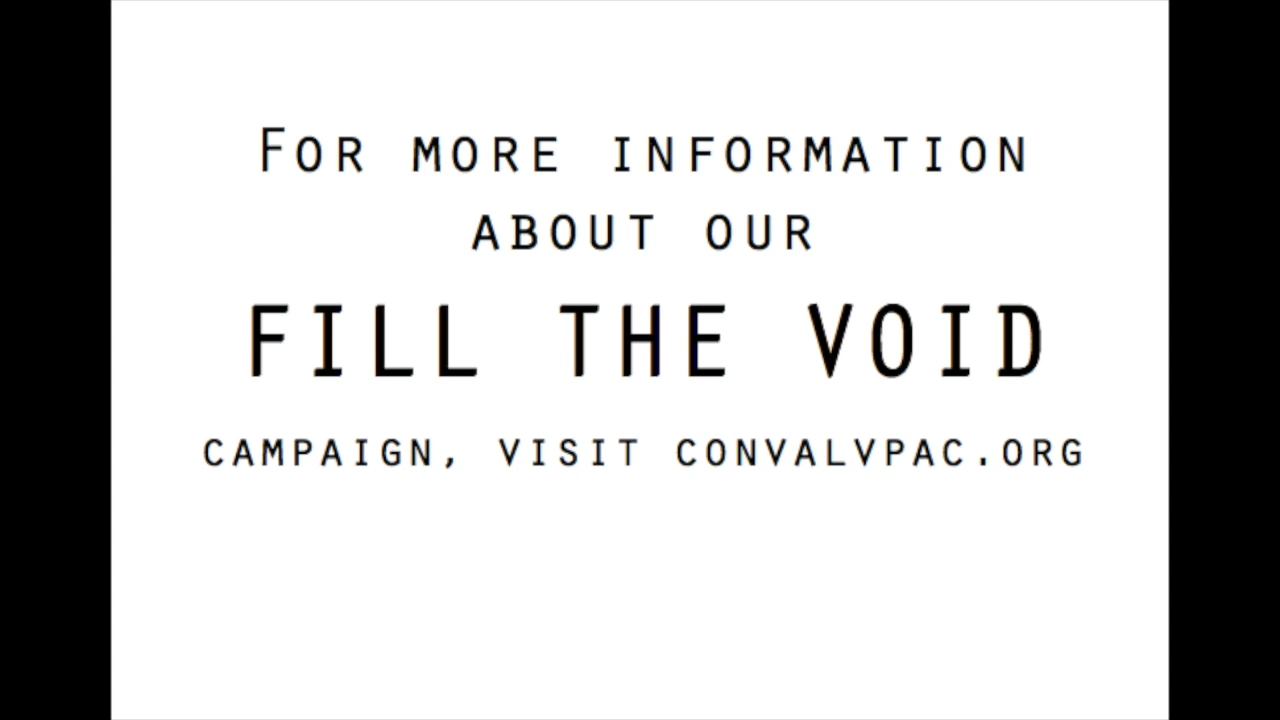 For more information
about our
FILL THE VOID
campaign, visit convalvpac.org